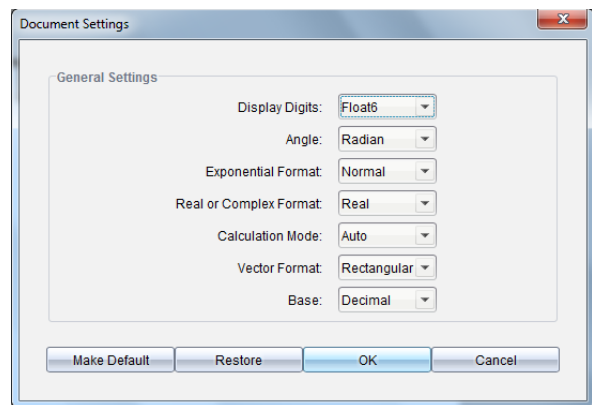 Document Settings
General Settings
Display Digits: Float6
Angle: Radian
Exponential Format: Normal
Real or Complex Format: Real
Calculation Mode: Auto
Vector Format: Rectangular
Base: Decimal
Make Default Restore OK Cancel